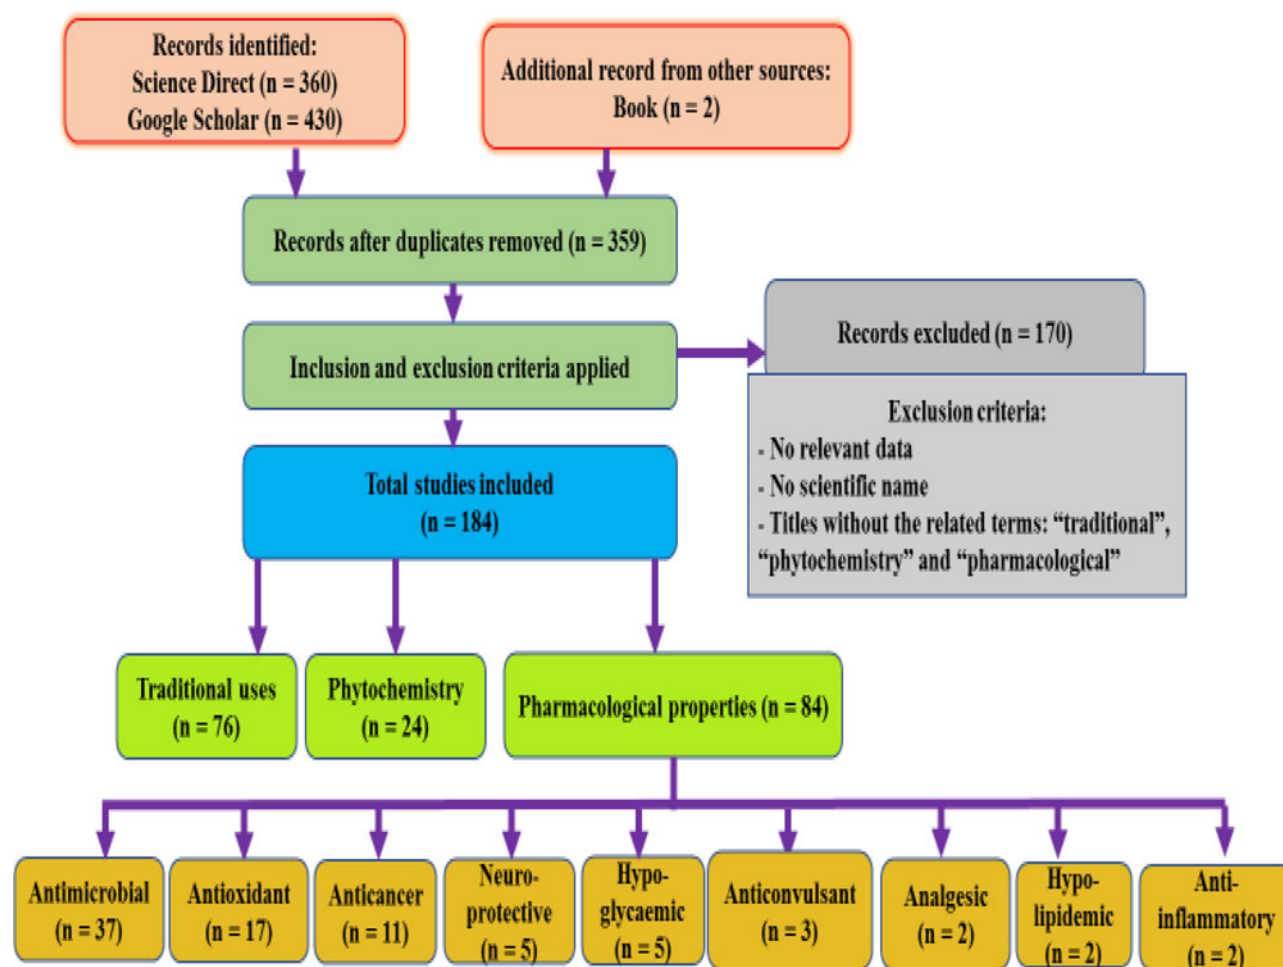 Records identified:
Science Direct (n = 360)
Google Scholar (n = 430)
Additional record from other sources:
Book (n = 2)
Records after duplicates removed (n = 359)
Inclusion and exclusion criteria applied
Records excluded (n = 170)
Exclusion criteria:
- No relevant data
- No scientific name
- Titles without the related terms: “traditional”,
“phytochemistry” and “pharmacological”
Total studies included
(n = 184)
Traditional uses
(n = 76)
Phytochemistry
(n = 24)
Pharmacological properties (n = 84)
Antimicrobial
(n = 37)
Antioxidant
(n = 17)
Anticancer
(n = 11)
Neuro-
protective
(n = 5)
Hypo-
glycaemic
(n = 5)
Anticonvulsant
(n = 3)
Analgesic
(n = 2)
Hypo-
lipidemic
(n = 2)
Anti-
inflammatory
(n = 2)